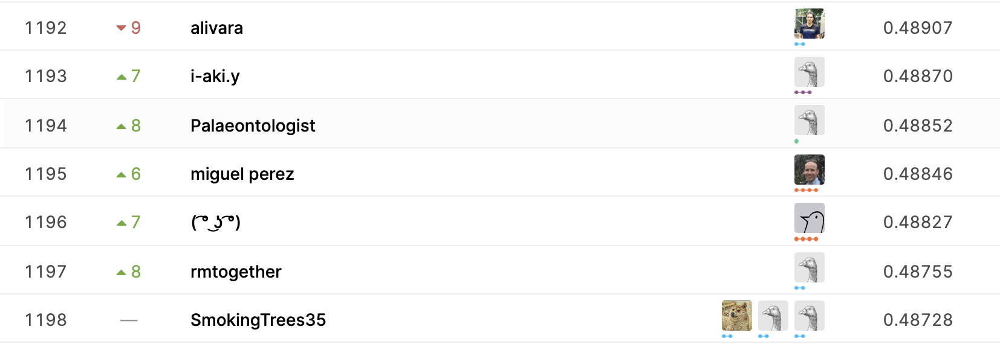 1192 ▼ 9 alivara 0.48907
1193 ▲ 7 i-aki.y 0.48870
1194 ▲ 8 Palaeontologist 0.48852
1195 ▲ 6 miguel perez 0.48846
1196 ▲ 7 ( ͡° ͜ʖ ͡°) 0.48827
1197 ▲ 8 rmtogether 0.48755
1198 — SmokingTrees35 0.48728